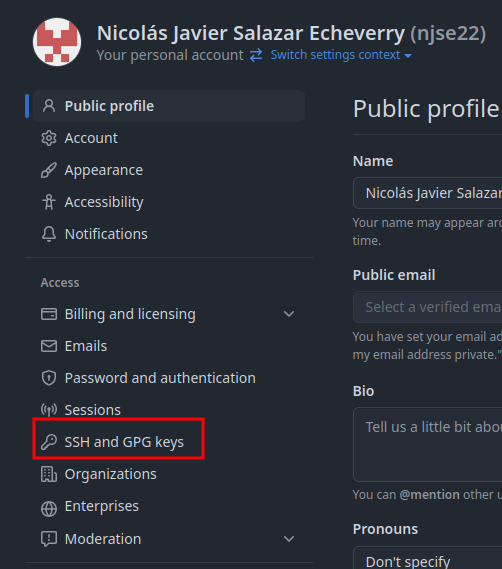 Nicolás Javier Salazar Echeverry (njse22)
Your personal account Switch settings context
Public profile
Account
Appearance
Accessibility
Notifications
Access
Billing and licensing
Emails
Password and authentication
Sessions
SSH and GPG keys
Organizations
Enterprises
Moderation
Public profile
Name
Nicolás Javier Salazar
Your name may appear aro
time.
Public email
Select a verified ema
You have set your email ad
my email address private."
Bio
Tell us a little bit abou
You can @mention other u
Pronouns
Don't specify